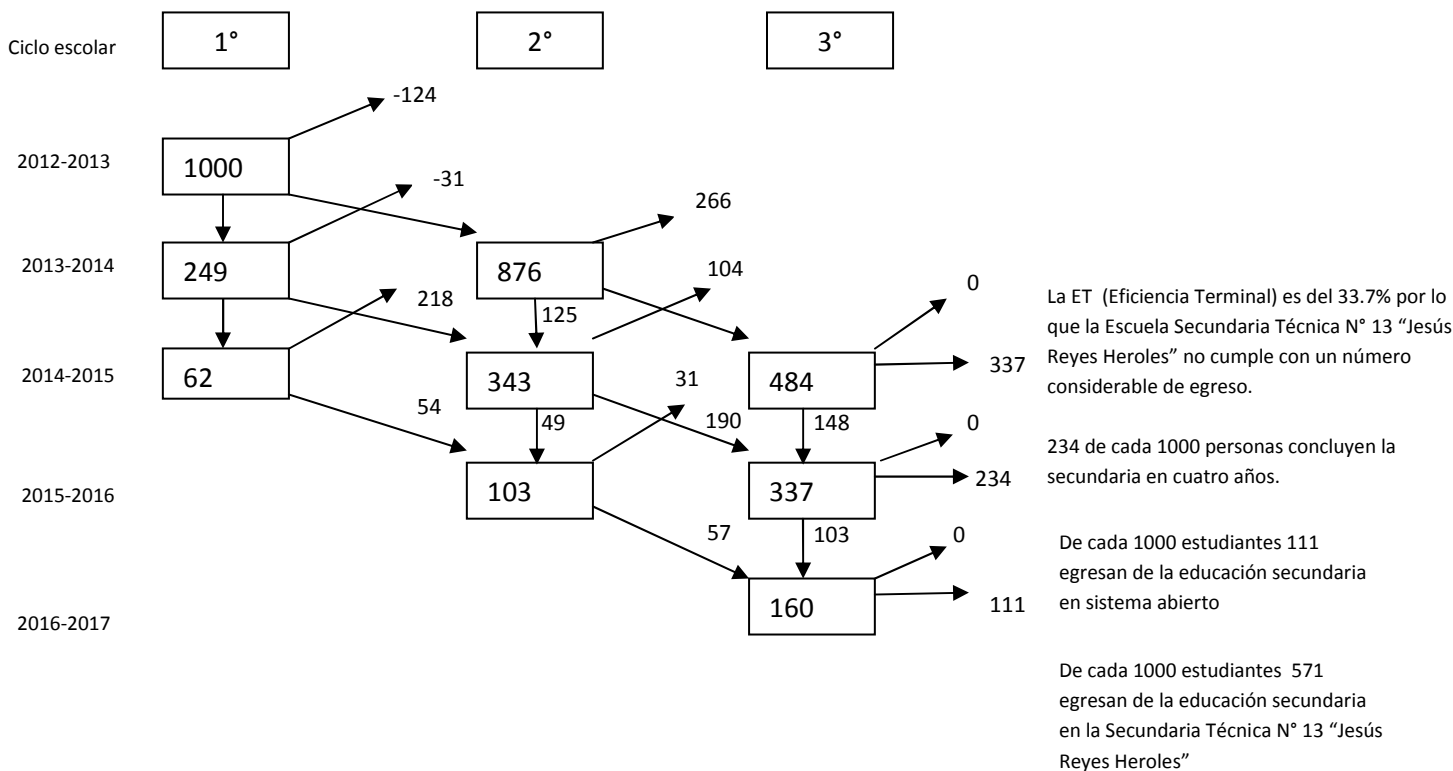 Ciclo escolar
1°
2°
3°
-124
2012-2013
1000
-31
266
2013-2014
249
876
104
0
218
125
2014-2015
62
343
484
337
31
54
49
190
148
0
2015-2016
103
337
234
57
103
0
160
111
2016-2017
La ET (Eficiencia Terminal) es del 33.7% por lo
que la Escuela Secundaria Técnica N° 13 “Jesús
Reyes Heroles” no cumple con un número
considerable de egreso.
234 de cada 1000 personas concluyen la
secundaria en cuatro años.
De cada 1000 estudiantes 111
egresan de la educación secundaria
en sistema abierto
De cada 1000 estudiantes 571
egresan de la educación secundaria
en la Secundaria Técnica N° 13 “Jesús
Reyes Heroles”